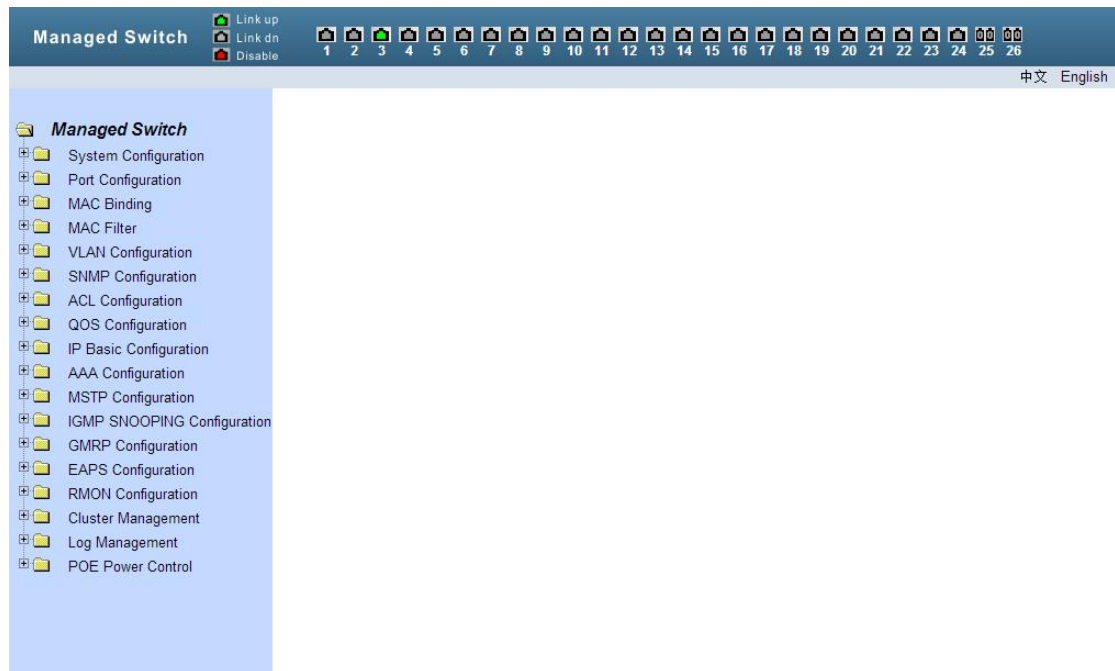 Managed Switch
Link up
Link dn
Disable
1 2 3 4 5 6 7 8 9 10 11 12 13 14 15 16 17 18 19 20 21 22 23 24 25 26
中文 English
Managed Switch
System Configuration
Port Configuration
MAC Binding
MAC Filter
VLAN Configuration
SNMP Configuration
ACL Configuration
QOS Configuration
IP Basic Configuration
AAA Configuration
MSTP Configuration
IGMP SNOOPING Configuration
GMRP Configuration
EAPS Configuration
RMON Configuration
Cluster Management
Log Management
POE Power Control